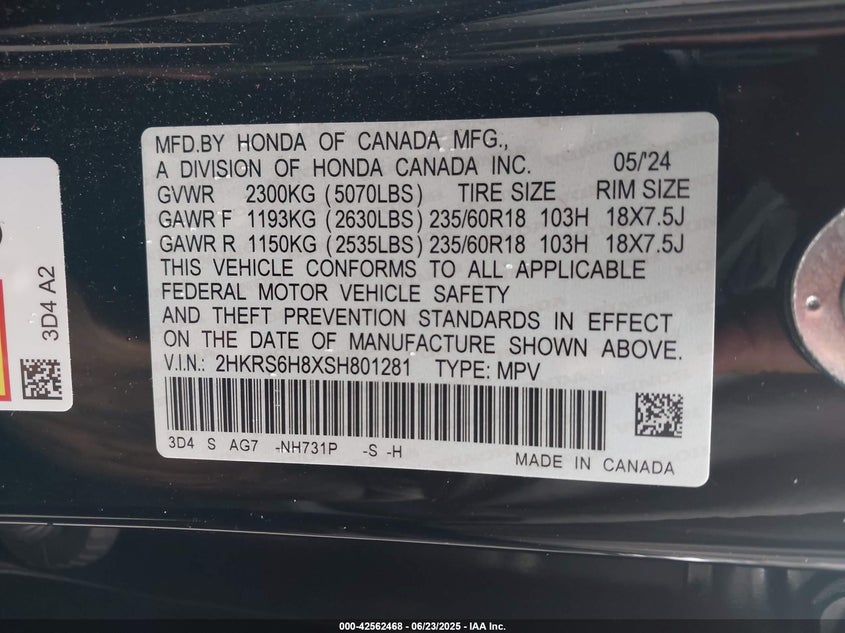 MFD.BY HONDA OF CANADA MFG.,
A DIVISION OF HONDA CANADA INC. 05/'24
GVWR 2300KG (5070LBS) TIRE SIZE RIM SIZE
GAWR F 1193KG (2630LBS) 235/60R18 103H 18X7.5J
GAWR R 1150KG (2535LBS) 235/60R18 103H 18X7.5J
THIS VEHICLE CONFORMS TO ALL APPLICABLE
FEDERAL MOTOR VEHICLE SAFETY
AND THEFT PREVENTION STANDARDS IN EFFECT
ON THE DATE OF MANUFACTURE SHOWN ABOVE.
V.I.N.: 2HKRS6H8XSH801281 TYPE: MPV
3D4 S AG7 -NH731P -S -H
MADE IN CANADA
3D4 A2
000-42562468 - 06/23/2025 - IAA Inc.